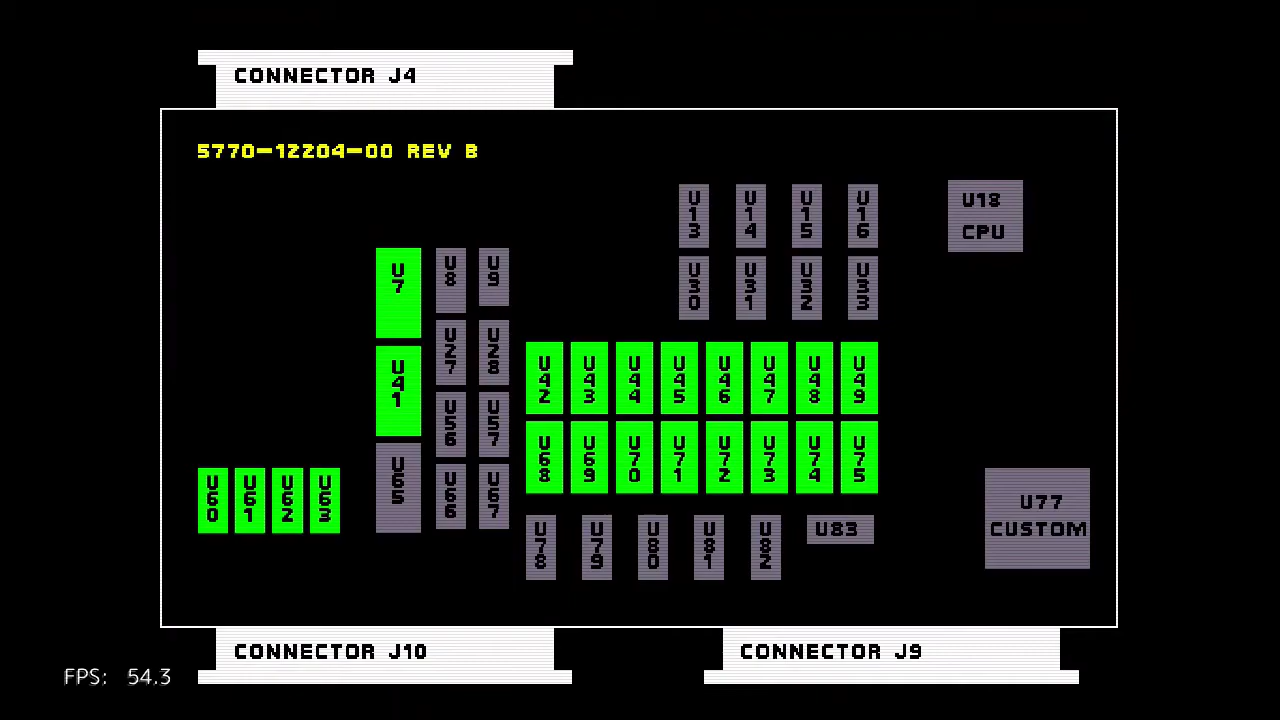 CONNECTOR J4
5770-12204-00 REV B
U13 U14 U15 U16
U18
CPU
U7 U8 U9
U30 U31 U32 U33
U27 U28
U41
U42 U43 U44 U45 U46 U47 U48 U49
U56 U57
U68 U69 U70 U71 U72 U73 U74 U75
U60 U61 U62 U63 U65 U66 U67
U77
CUSTOM
U78 U79 U80 U81 U82 U83
CONNECTOR J10
CONNECTOR J9
FPS: 54.3